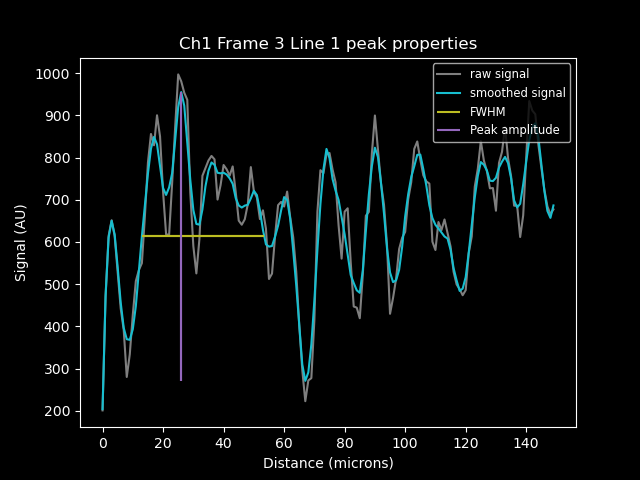 Ch1 Frame 3 Line 1 peak properties
raw signal
smoothed signal
FWHM
Peak amplitude
Signal (AU)
1000
900
800
700
600
500
400
300
200
0 20 40 60 80 100 120 140
Distance (microns)